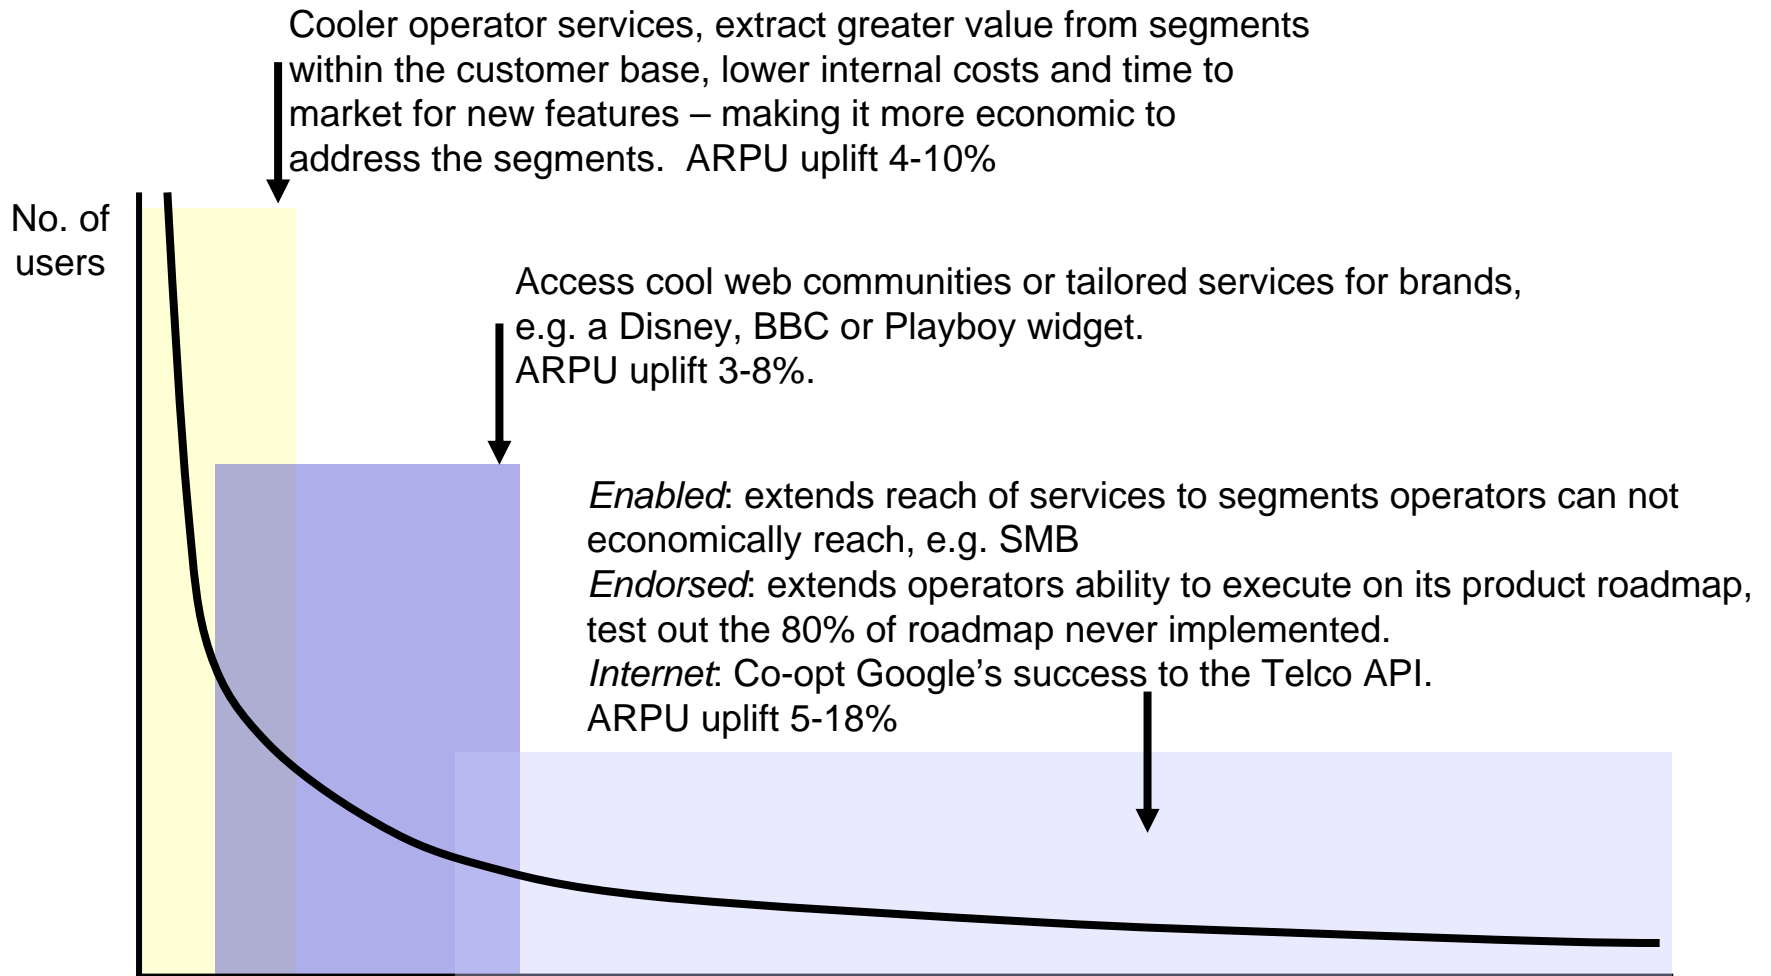 Cooler operator services, extract greater value from segments
within the customer base, lower internal costs and time to
market for new features – making it more economic to
address the segments.  ARPU uplift 4-10%
No. of
users
Access cool web communities or tailored services for brands,
e.g. a Disney, BBC or Playboy widget.
ARPU uplift 3-8%.
Enabled: extends reach of services to segments operators can not
economically reach, e.g. SMB
Endorsed: extends operators ability to execute on its product roadmap,
test out the 80% of roadmap never implemented.
Internet: Co-opt Google’s success to the Telco API.
ARPU uplift 5-18%